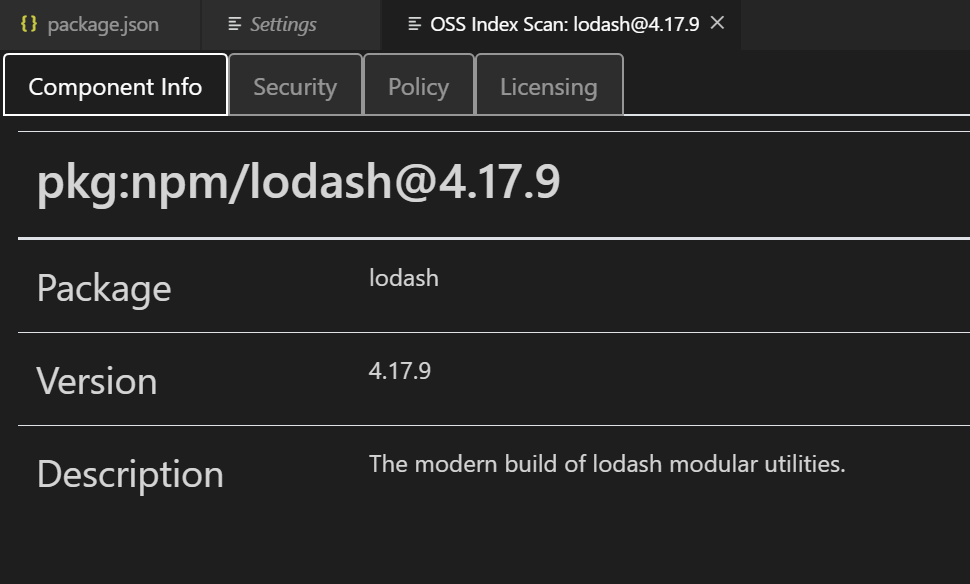 package.json Settings OSS Index Scan: lodash@4.17.9
Component Info Security Policy Licensing
pkg:npm/lodash@4.17.9
Package lodash
Version 4.17.9
Description The modern build of lodash modular utilities.